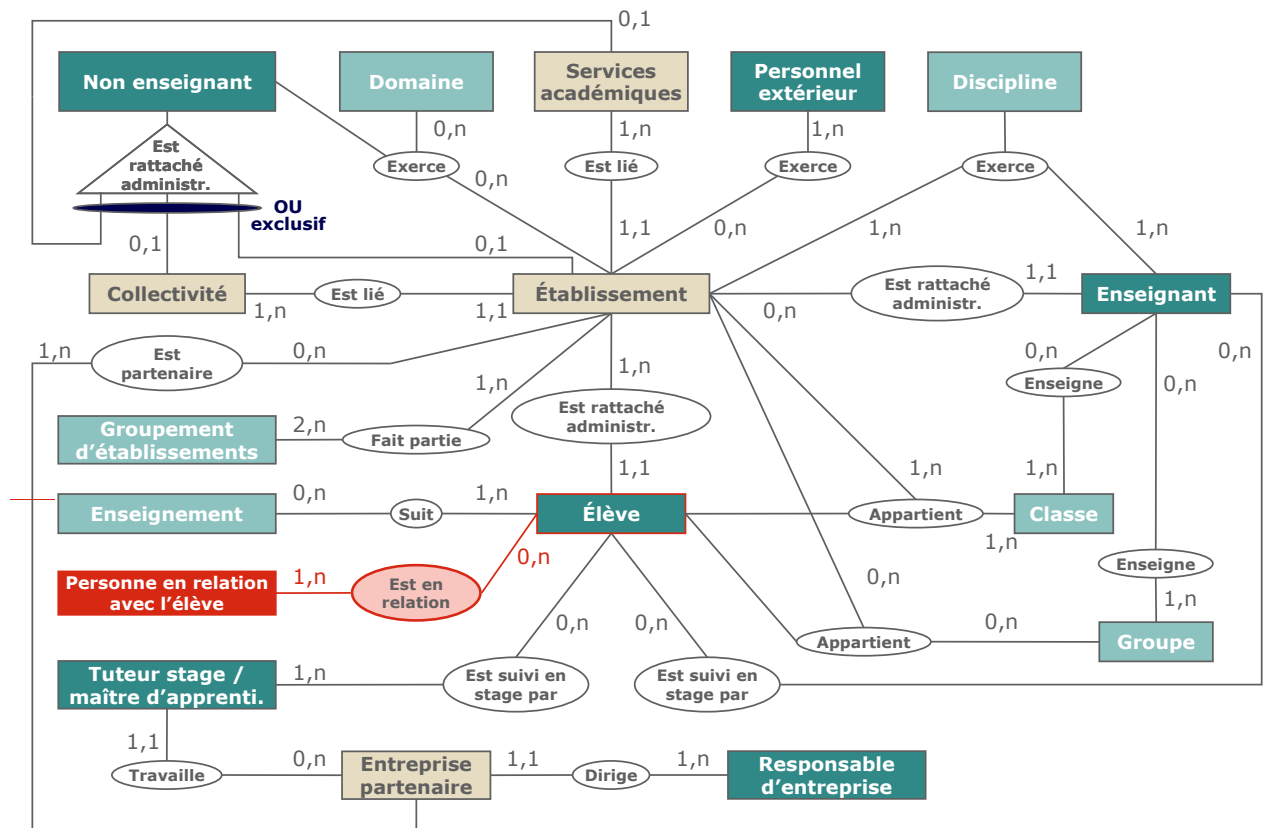 0,1
Non enseignant
Domaine
Services
académiques
Personnel
extérieur
Discipline
0,n
1,n
1,n
Est
rattaché
administr.
Exerce
Est lié
Exerce
Exerce
0,n
OU
exclusif
0,1
0,1
1,1
0,n
1,n
1,n
Collectivité
Est lié
Établissement
Est rattaché
administr.
1,1
Enseignant
1,n
1,1
0,n
1,n
Est
partenaire
0,n
1,n
1,n
0,n
0,n
Enseigne
0,n
Groupement
d'établissements
2,n
Fait partie
Est rattaché
administr.
1,1
1,n
1,n
Enseignement
0,n
Suit
1,n
Élève
Appartient
1,n
Classe
0,n
Personne en relation
avec l'élève
1,n
Est en
relation
Enseigne
0,n
1,n
0,n
0,n
Appartient
0,n
Groupe
Tuteur stage /
maître d'apprenti.
1,n
Est suivi en
stage par
Est suivi en
stage par
1,1
Travaille
0,n
Entreprise
partenaire
1,1
Dirige
1,n
Responsable
d'entreprise